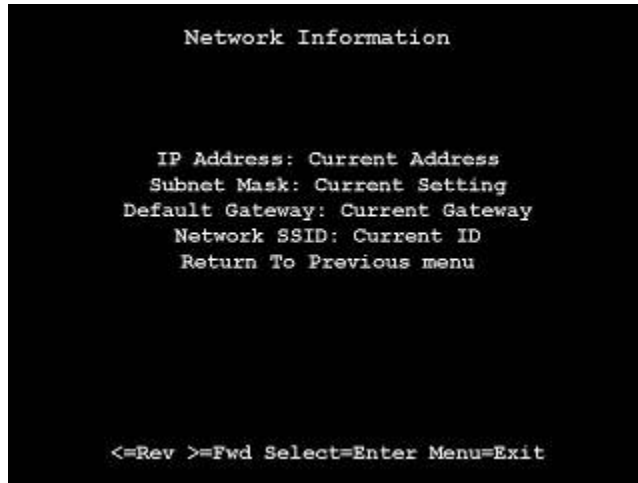 Network Information
IP Address: Current Address
Subnet Mask: Current Setting
Default Gateway: Current Gateway
Network SSID: Current ID
Return To Previous menu
<=Rev >=Fwd Select=Enter Menu=Exit